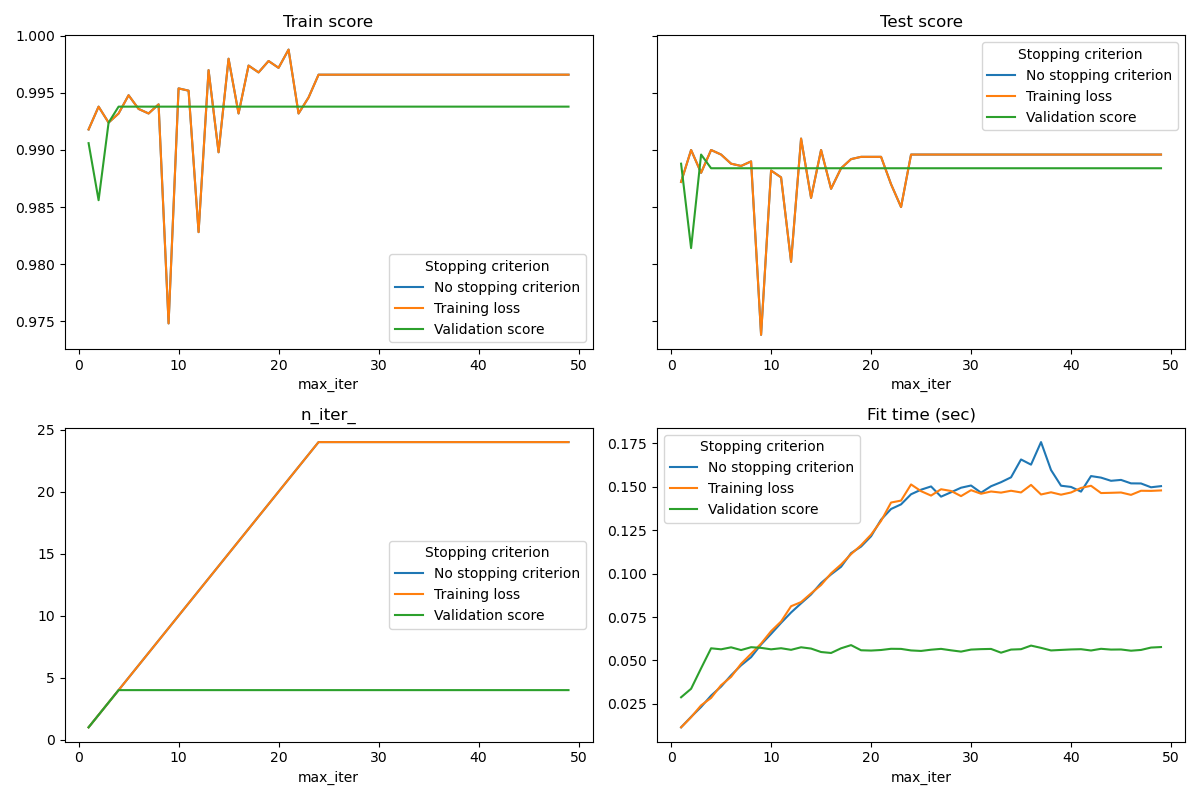 Train score
1.000
0.995
0.990
0.985
0.980
0.975
Stopping criterion
No stopping criterion
Training loss
Validation score
0 10 20 30 40 50
max_iter
Test score
Stopping criterion
No stopping criterion
Training loss
Validation score
0 10 20 30 40 50
max_iter
n_iter_
25
20
15
10
5
0
Stopping criterion
No stopping criterion
Training loss
Validation score
0 10 20 30 40 50
max_iter
Fit time (sec)
0.175
0.150
0.125
0.100
0.075
0.050
0.025
Stopping criterion
No stopping criterion
Training loss
Validation score
0 10 20 30 40 50
max_iter